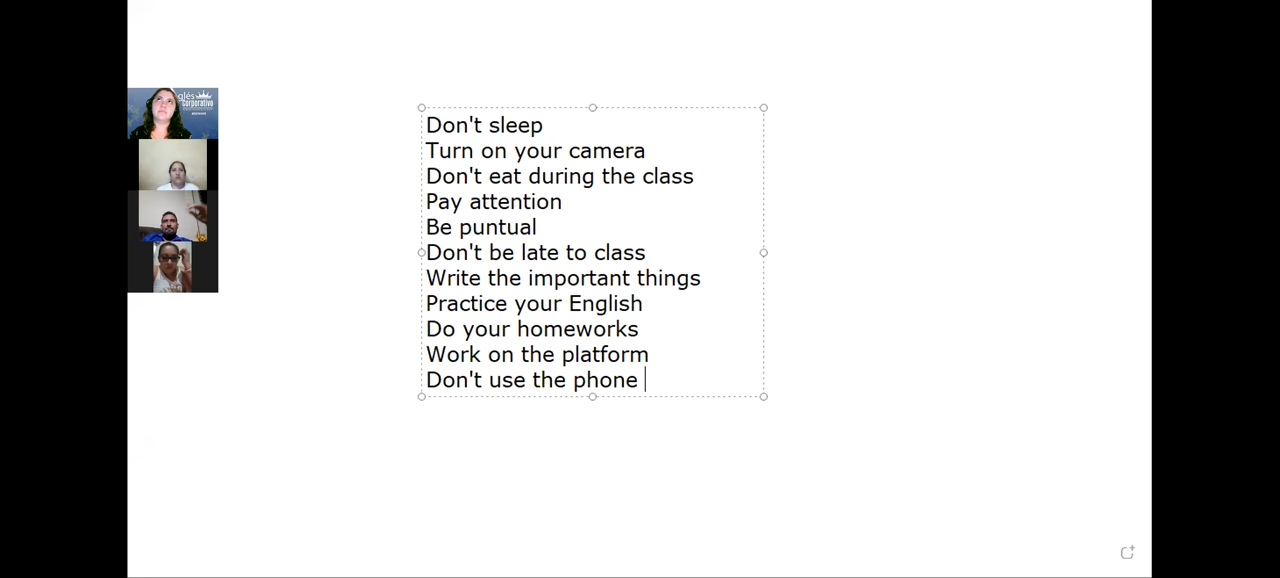 glés
Corporativo
Don't sleep
Turn on your camera
Don't eat during the class
Pay attention
Be puntual
Don't be late to class
Write the important things
Practice your English
Do your homeworks
Work on the platform
Don't use the phone